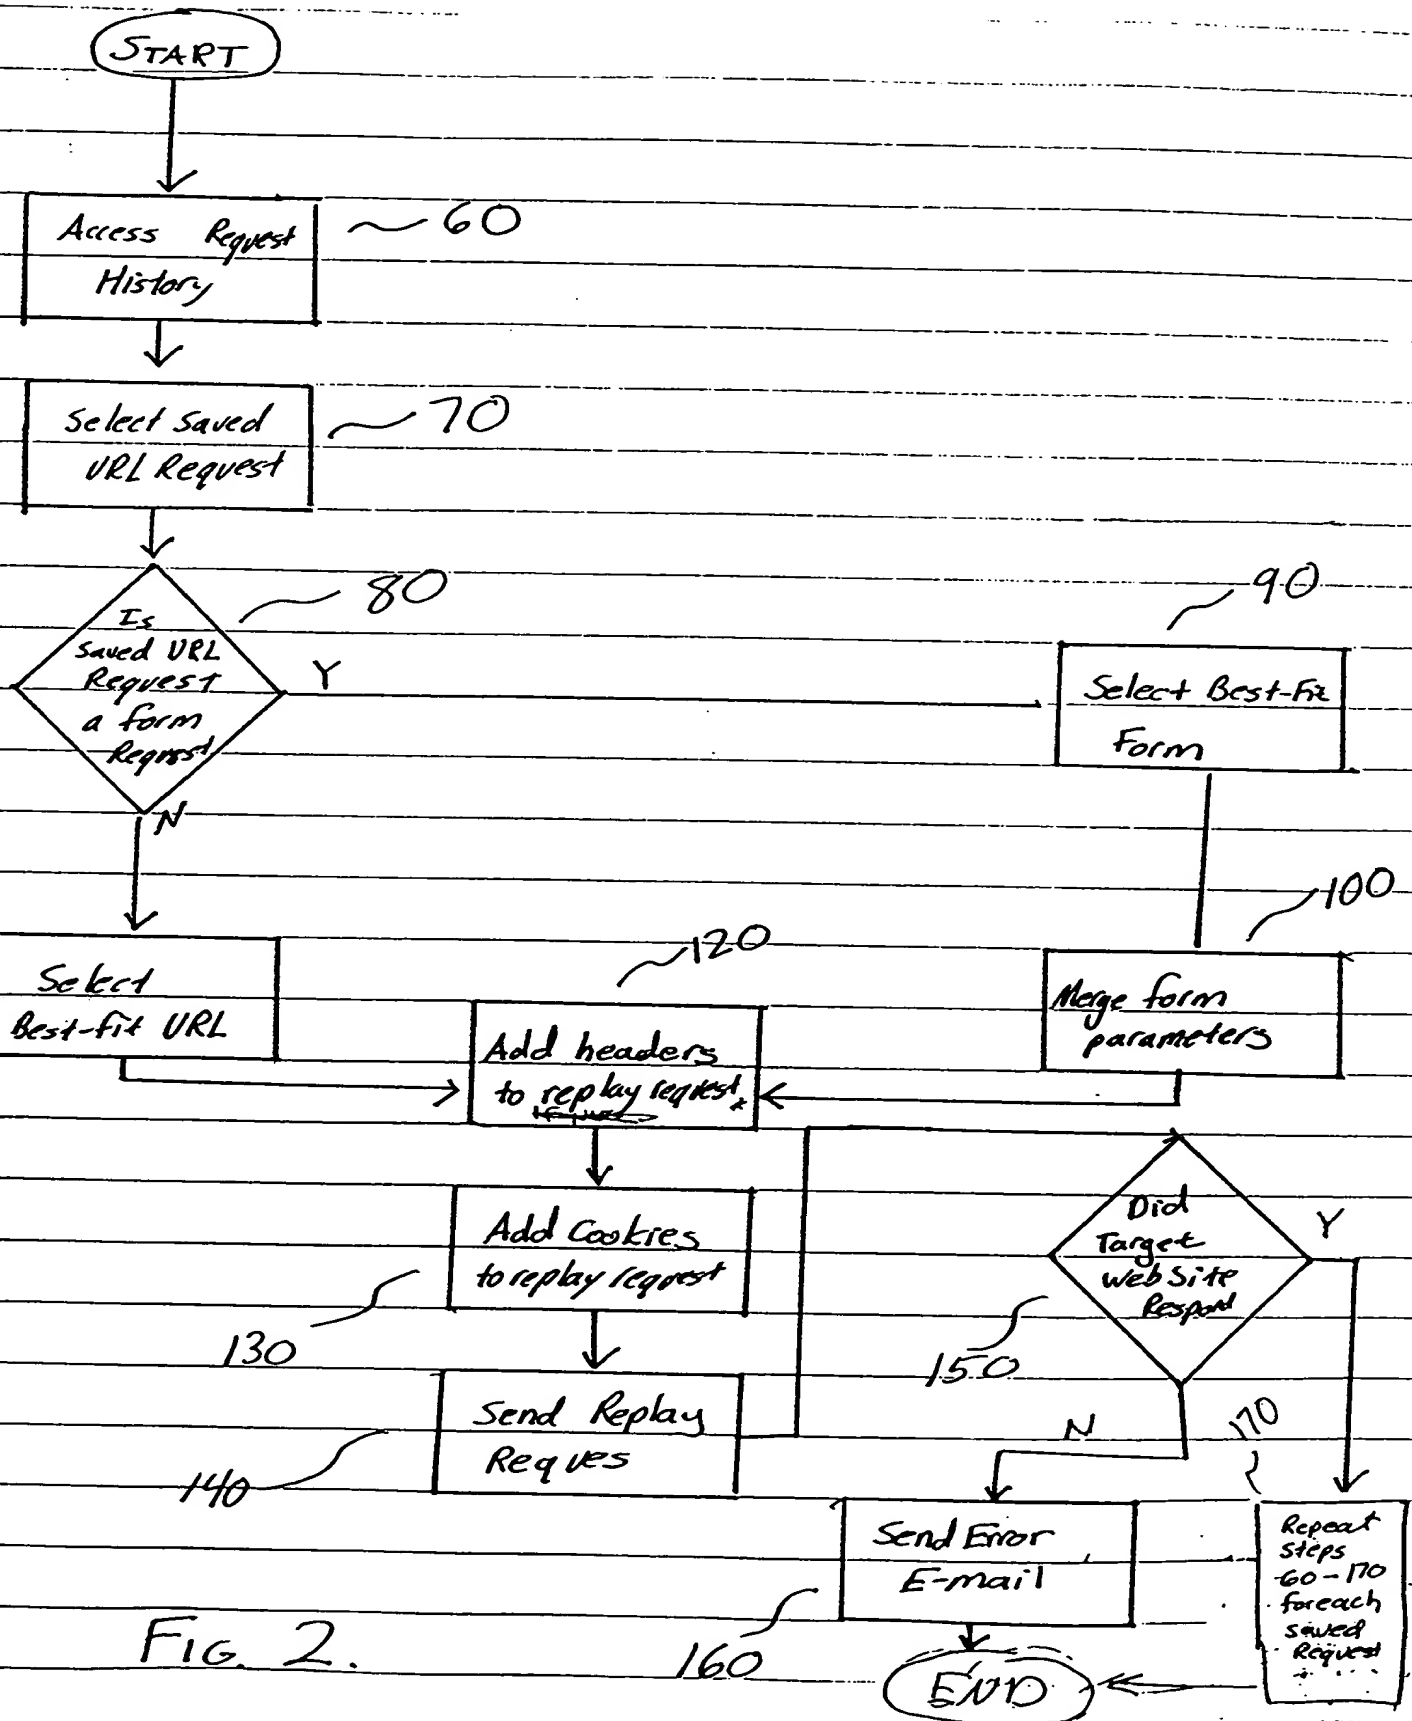 START
Access Request
History
60
Select Saved
URL Request
70
Is
Saved URL
Request
a form
Request
80
Y
N
90
Select Best-Fit
Form
100
Merge form
parameters
Select
Best-fit URL
120
Add headers
to replay request.
Add Cookies
to replay request
130
Send Replay
Reques
140
Did
Target
Web Site
Respond
Y
150
N
170
Send Error
E-mail
160
Repeat
steps
60-170
foreach
saved
Request
END
FIG. 2.